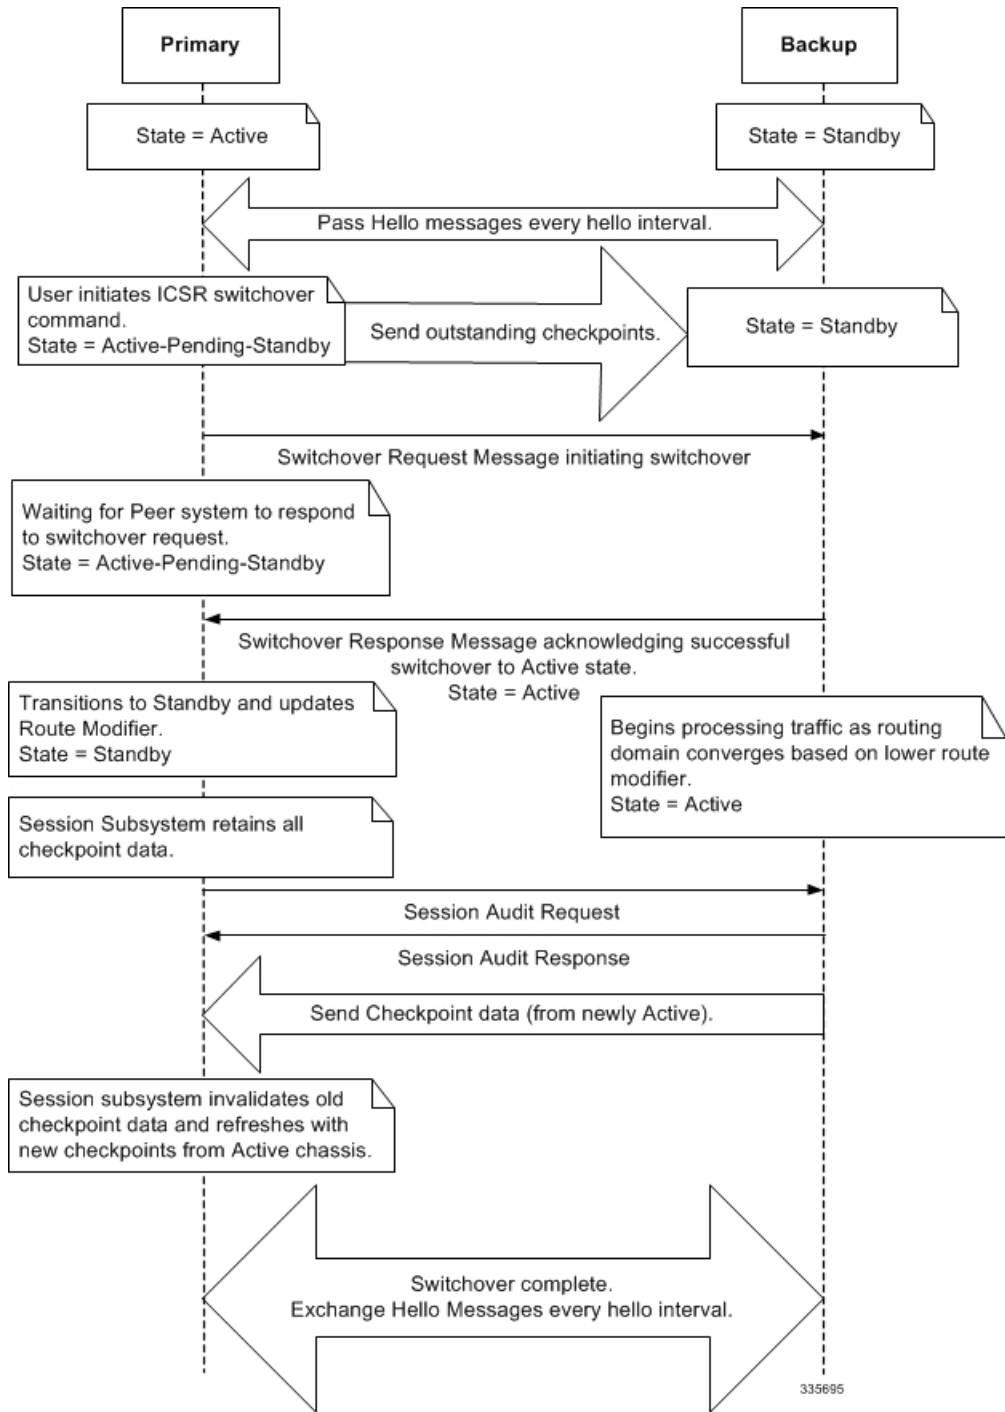 Primary
Backup
State = Active
State = Standby
Pass Hello messages every hello interval.
User initiates ICSR switchover
command.
State = Active-Pending-Standby
Send outstanding checkpoints.
State = Standby
Switchover Request Message initiating switchover
Waiting for Peer system to respond
to switchover request.
State = Active-Pending-Standby
Switchover Response Message acknowledging successful
switchover to Active state.
State = Active
Transitions to Standby and updates
Route Modifier.
State = Standby
Begins processing traffic as routing
domain converges based on lower route
modifier.
State = Active
Session Subsystem retains all
checkpoint data.
Session Audit Request
Session Audit Response
Send Checkpoint data (from newly Active).
Session subsystem invalidates old
checkpoint data and refreshes with
new checkpoints from Active chassis.
Switchover complete.
Exchange Hello Messages every hello interval.
335695